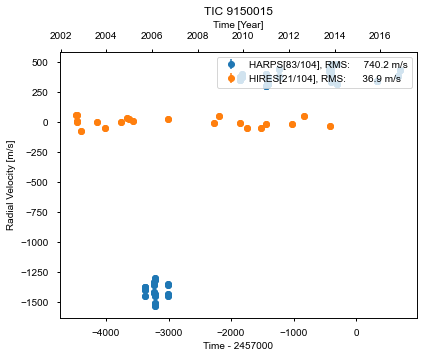 TIC 9150015
Time [Year]
2002 2004 2006 2008 2010 2012 2014 2016
HARPS[83/104], RMS: 740.2 m/s
HIRES[21/104], RMS: 36.9 m/s
Radial Velocity [m/s]
500
250
0
−250
−500
−750
−1000
−1250
−1500
−4000 −3000 −2000 −1000 0
Time - 2457000